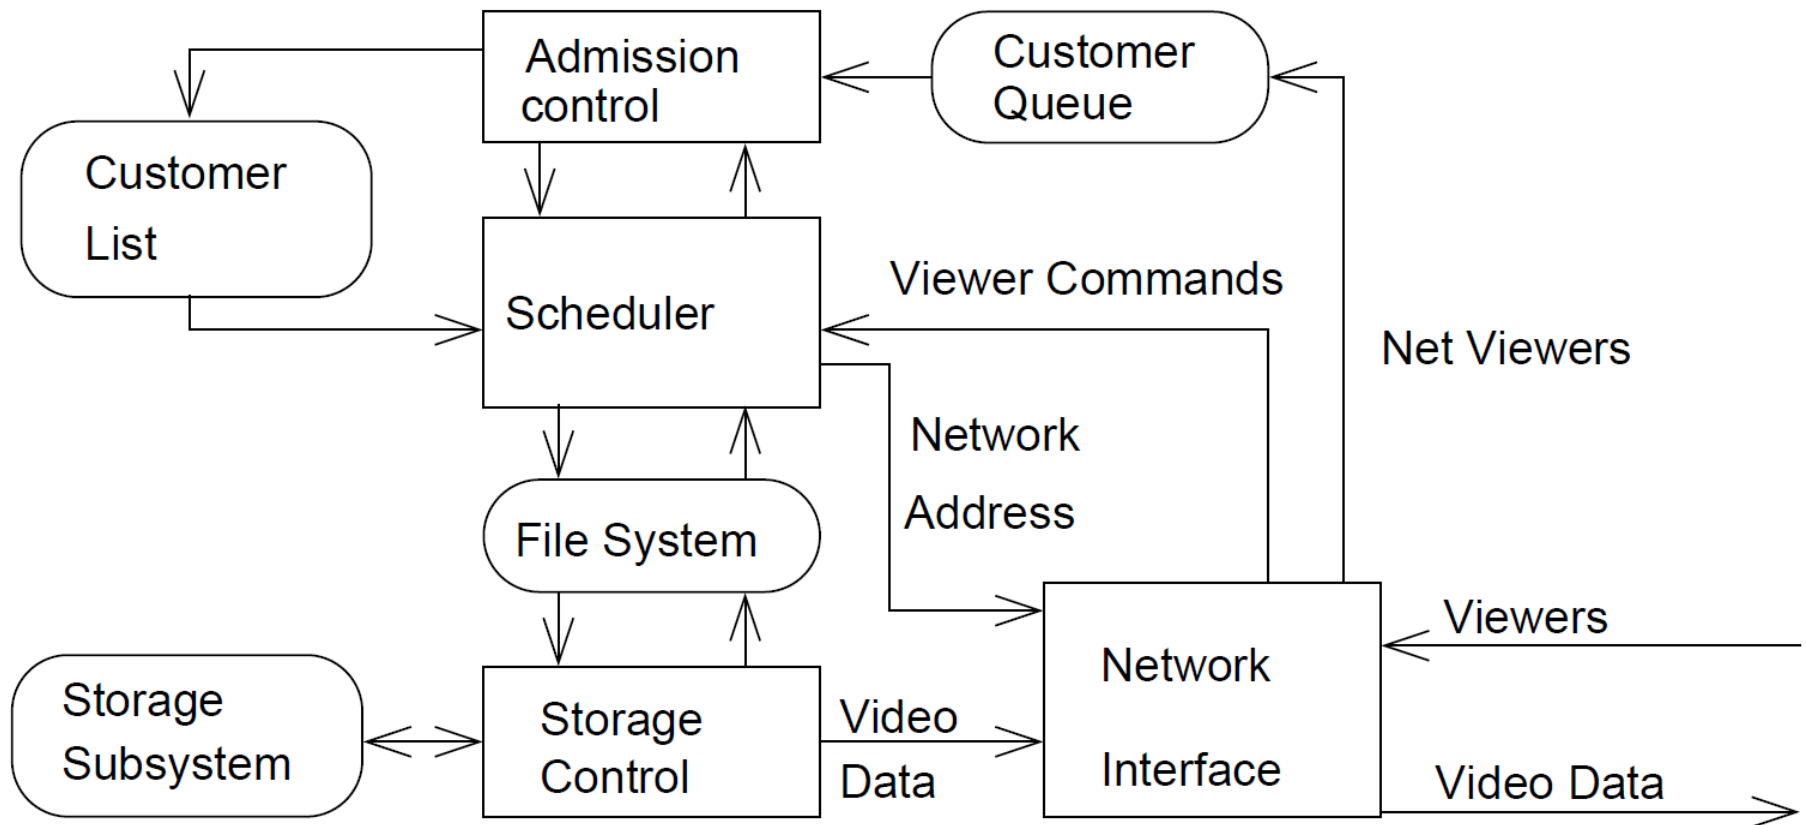 Admission
control
Customer
Queue
Customer
List
Scheduler
Viewer Commands
Net Viewers
Network
Address
File System
Viewers
Storage
Subsystem
Storage
Control
Video
Data
Network
Interface
Video Data